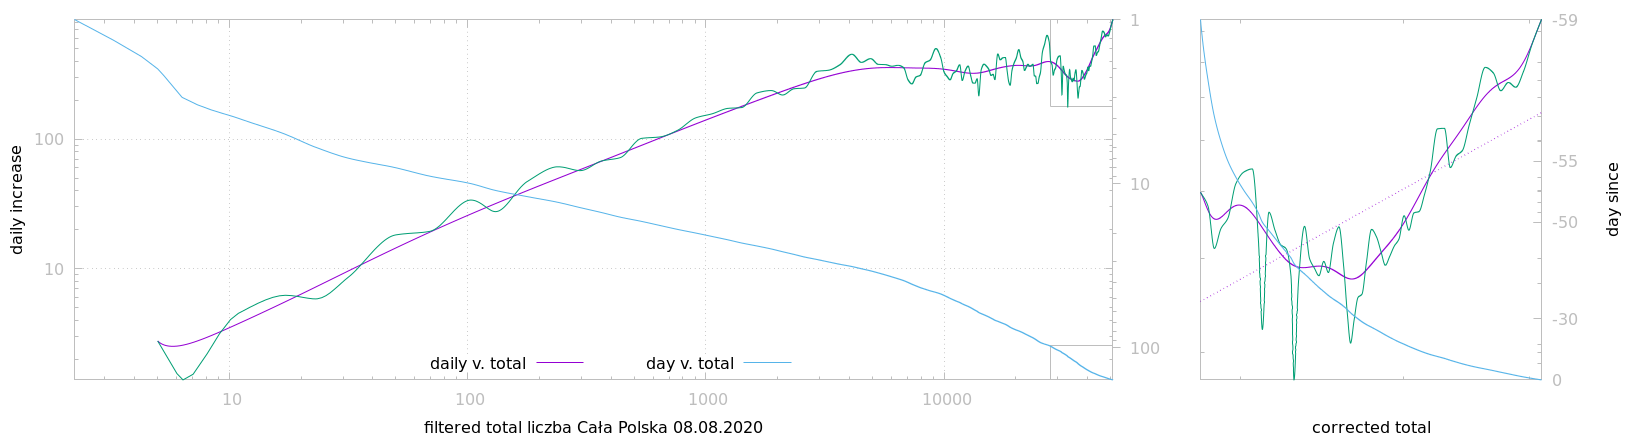 daily increase
100
10
1
10
100
daily v. total
day v. total
10
100
1000
10000
filtered total liczba Cała Polska 08.08.2020
-59
-55
-50
-30
0
day since
corrected total